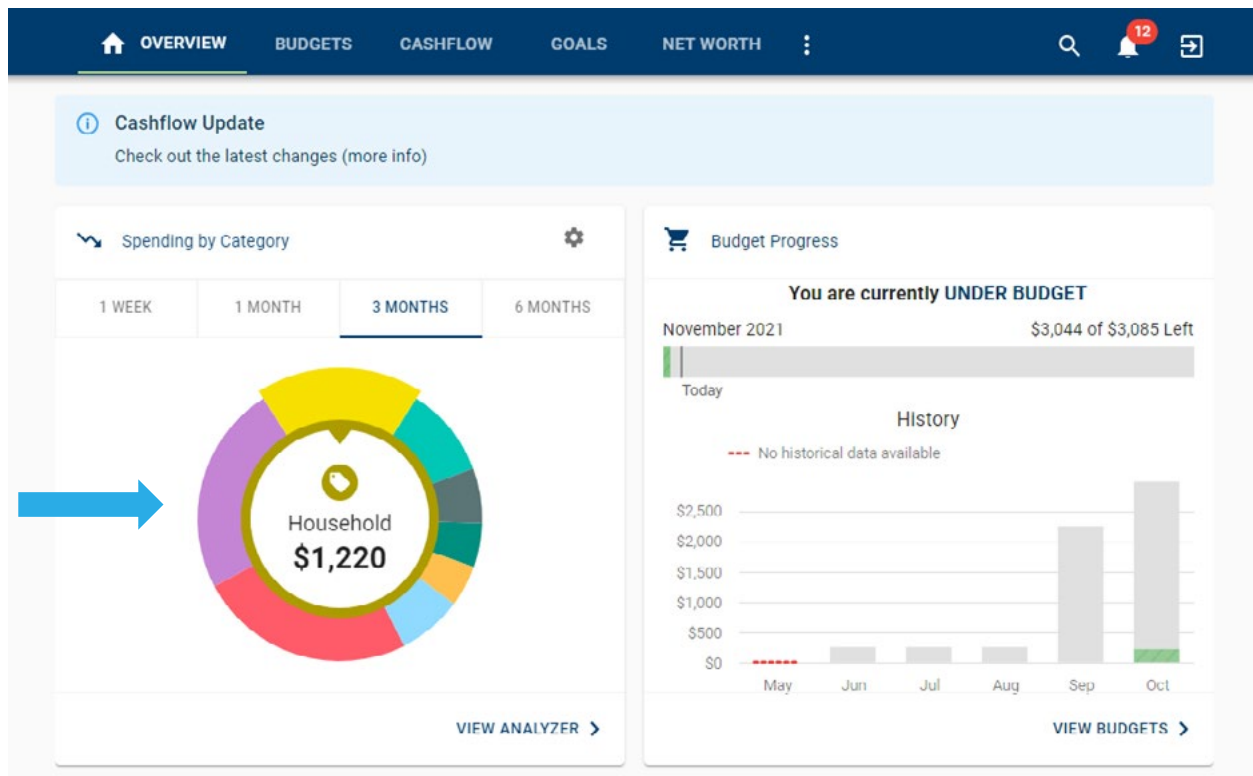 OVERVIEW BUDGETS CASHFLOW GOALS NET WORTH 12
Cashflow Update
Check out the latest changes (more info)
Spending by Category
1 WEEK 1 MONTH 3 MONTHS 6 MONTHS
Household
$1,220
VIEW ANALYZER
Budget Progress
You are currently UNDER BUDGET
November 2021 $3,044 of $3,085 Left
Today
History
No historical data available
$2,500
$2,000
$1,500
$1,000
$500
$0
May Jun Jul Aug Sep Oct
VIEW BUDGETS